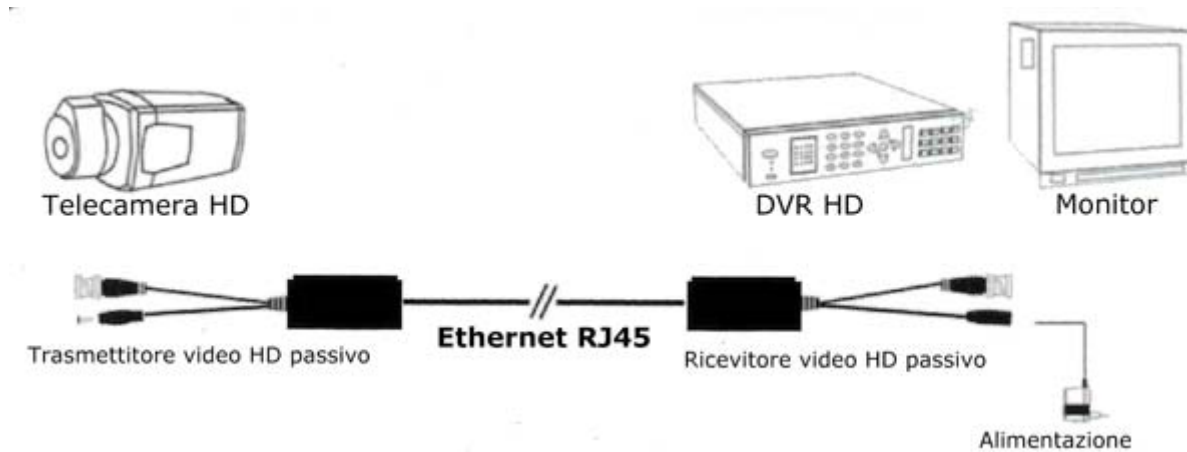 Telecamera HD
DVR HD
Monitor
Ethernet RJ45
Trasmettitore video HD passivo
Ricevitore video HD passivo
Alimentazione